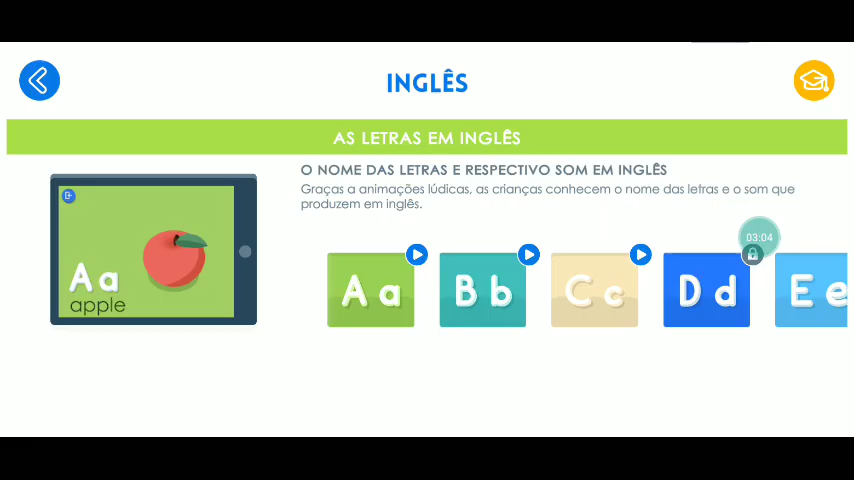 INGLÊS
AS LETRAS EM INGLÊS
O NOME DAS LETRAS E RESPECTIVO SOM EM INGLÊS
Graças a animações lúdicas, as crianças conhecem o nome das letras e o som que
produzem em inglês.
Aa
apple
03:04
Aa
Bb
Cc
Dd
Ee